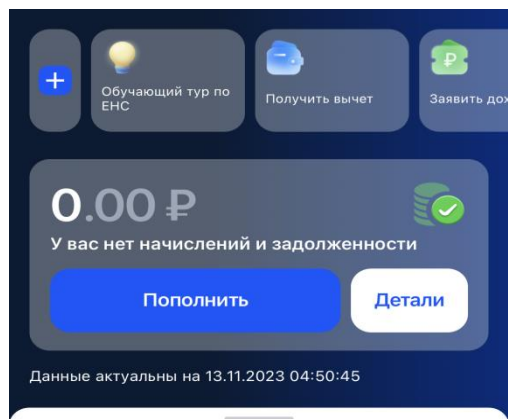 Обучающий тур по
ЕНС
Получить вычет
Заявить дох
0.00 ₽
У вас нет начислений и задолженности
Пополнить
Детали
Данные актуальны на 13.11.2023 04:50:45